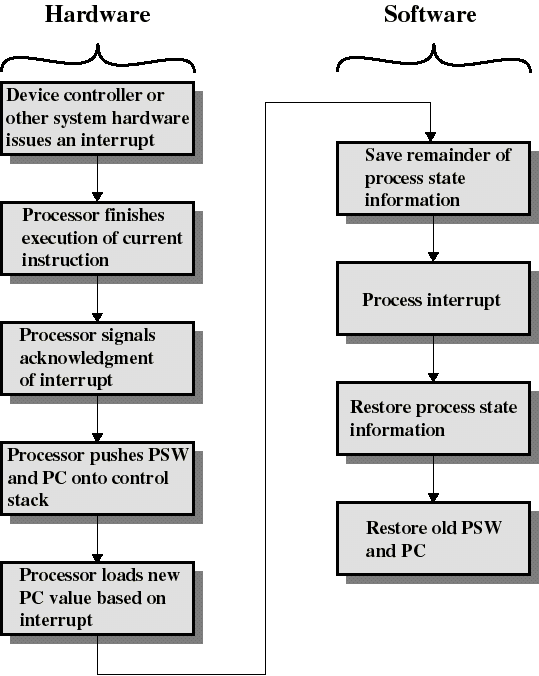 Hardware
Device controller or
other system hardware
issues an interrupt
Processor finishes
execution of current
instruction
Processor signals
acknowledgment
of interrupt
Processor pushes PSW
and PC onto control
stack
Processor loads new
PC value based on
interrupt
Software
Save remainder of
process state
information
Process interrupt
Restore process state
information
Restore old PSW
and PC